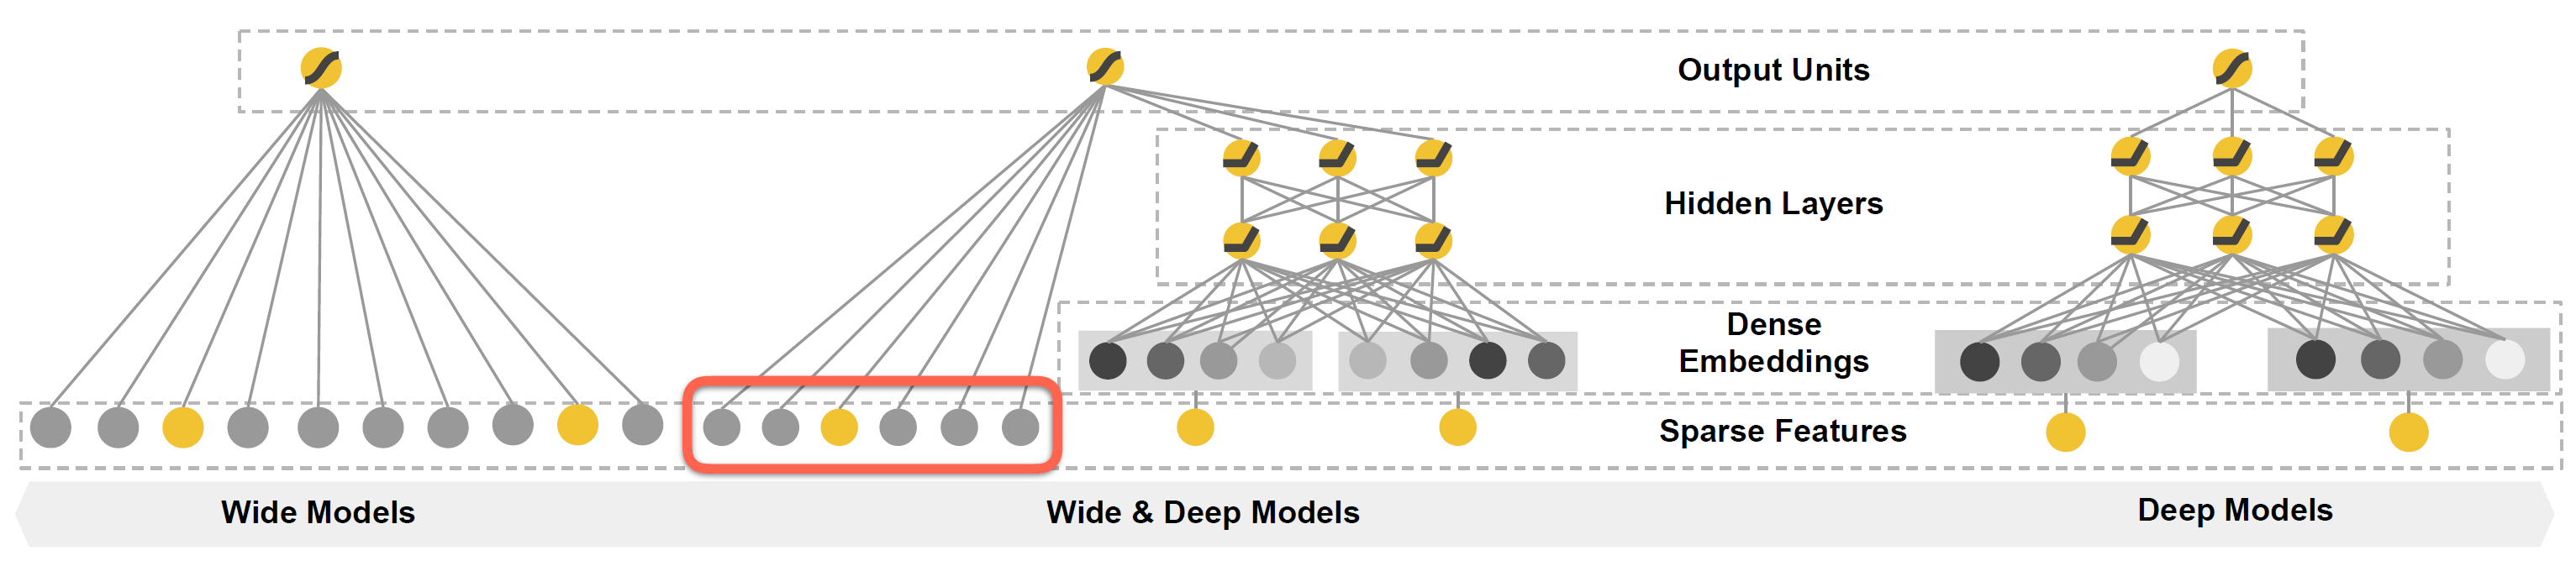 Output Units
Hidden Layers
Dense
Embeddings
Sparse Features
Wide Models
Wide & Deep Models
Deep Models